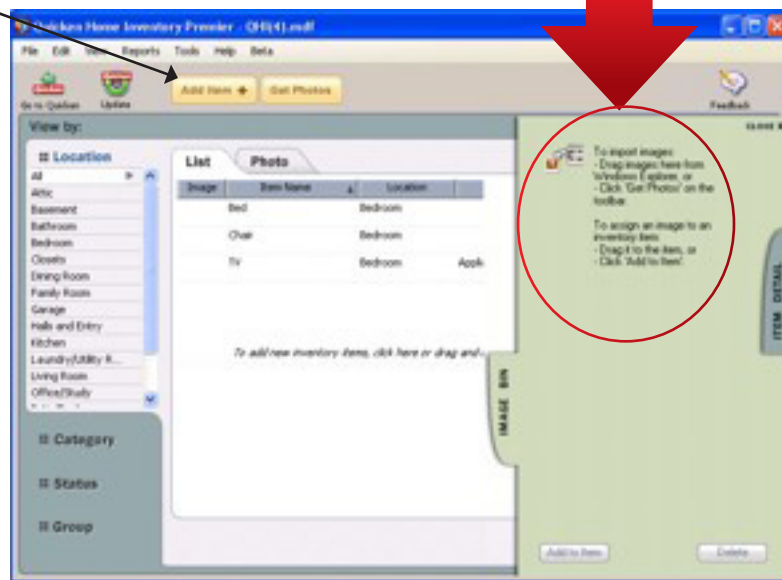 Quicken Home Inventory Premier - QHI(4).mdf
File Edit View Reports Tools Help Beta
Go to Quicken Update Add Item + Get Photos Feedback
View by:
CLOSE
Location
All
Attic
Basement
Bathroom
Bedroom
Closets
Dining Room
Family Room
Garage
Halls and Entry
Kitchen
Laundry/Utility R...
Living Room
Office/Study
Category
Status
Group
List Photo
Image Item Name Location
Bed Bedroom
Chair Bedroom
TV Bedroom Appli
To add new inventory items, click here or drag and
IMAGE BIN
To import images:
- Drag images here from
Windows Explorer, or
- Click 'Get Photos' on the
toolbar.
To assign an image to an
inventory item:
- Drag it to the item, or
- Click 'Add to Item'.
ITEM DETAIL
Add to Item Delete